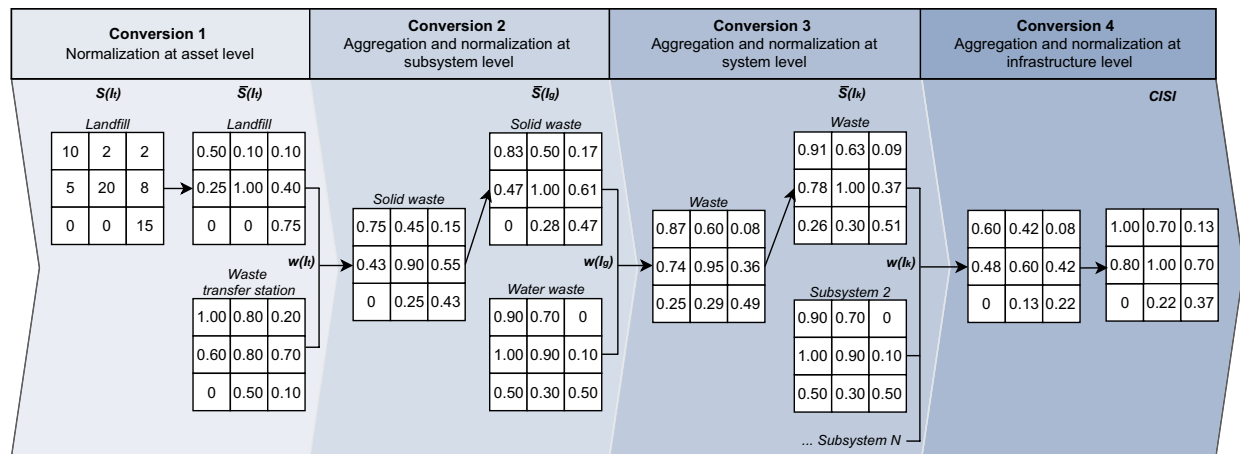 Conversion 1
Normalization at asset level
Conversion 2
Aggregation and normalization at
subsystem level
Conversion 3
Aggregation and normalization at
system level
Conversion 4
Aggregation and normalization at
infrastructure level
S(Iₜ)
S̄(Iₜ)
Landfill
10 2 2
5 20 8
0 0 15
Landfill
0.50 0.10 0.10
0.25 1.00 0.40
0 0 0.75
Waste
transfer station
1.00 0.80 0.20
0.60 0.80 0.70
0 0.50 0.10
w(Iₜ)
Solid waste
0.75 0.45 0.15
0.43 0.90 0.55
0 0.25 0.43
S̄(I_g)
Solid waste
0.83 0.50 0.17
0.47 1.00 0.61
0 0.28 0.47
Water waste
0.90 0.70 0
1.00 0.90 0.10
0.50 0.30 0.50
w(I_g)
Waste
0.87 0.60 0.08
0.74 0.95 0.36
0.25 0.29 0.49
S̄(Iₖ)
Waste
0.91 0.63 0.09
0.78 1.00 0.37
0.26 0.30 0.51
Subsystem 2
0.90 0.70 0
1.00 0.90 0.10
0.50 0.30 0.50
... Subsystem N
w(Iₖ)
0.60 0.42 0.08
0.48 0.60 0.42
0 0.13 0.22
CISI
1.00 0.70 0.13
0.80 1.00 0.70
0 0.22 0.37